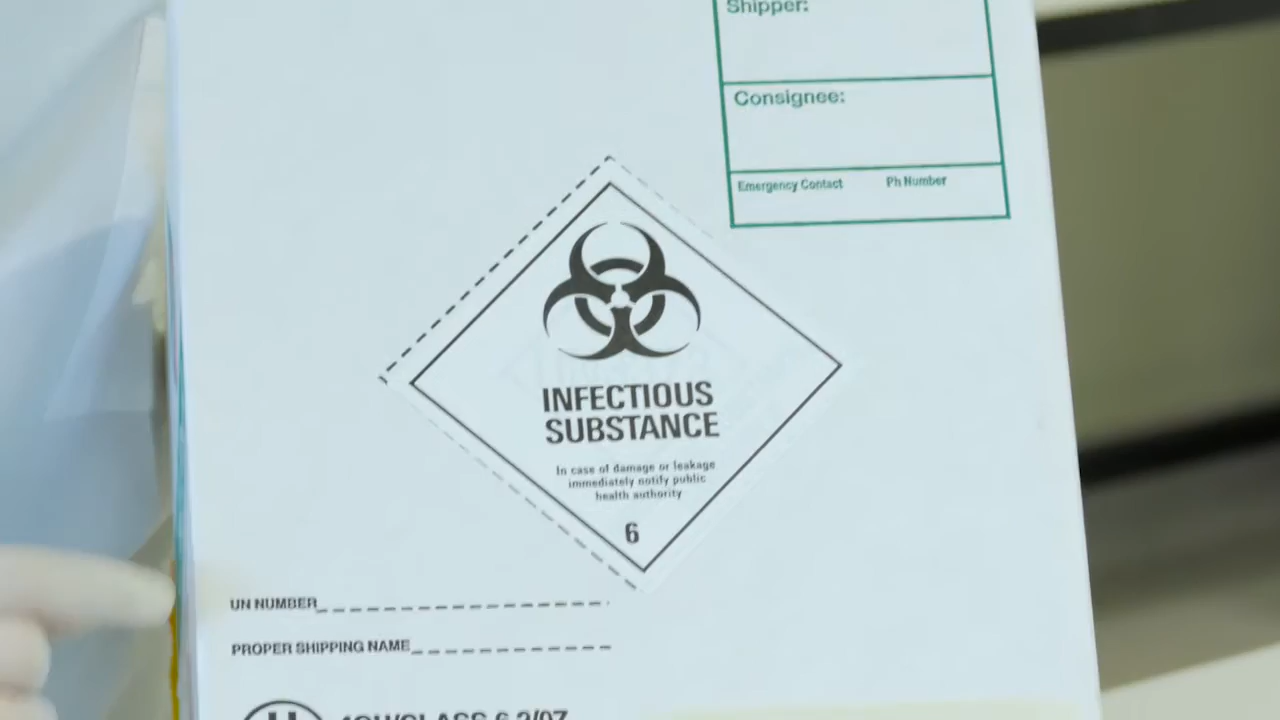 Shipper:
Consignee:
Emergency Contact Ph Number
INFECTIOUS
SUBSTANCE
In case of damage or leakage
immediately notify public
health authority
6
UN NUMBER
PROPER SHIPPING NAME